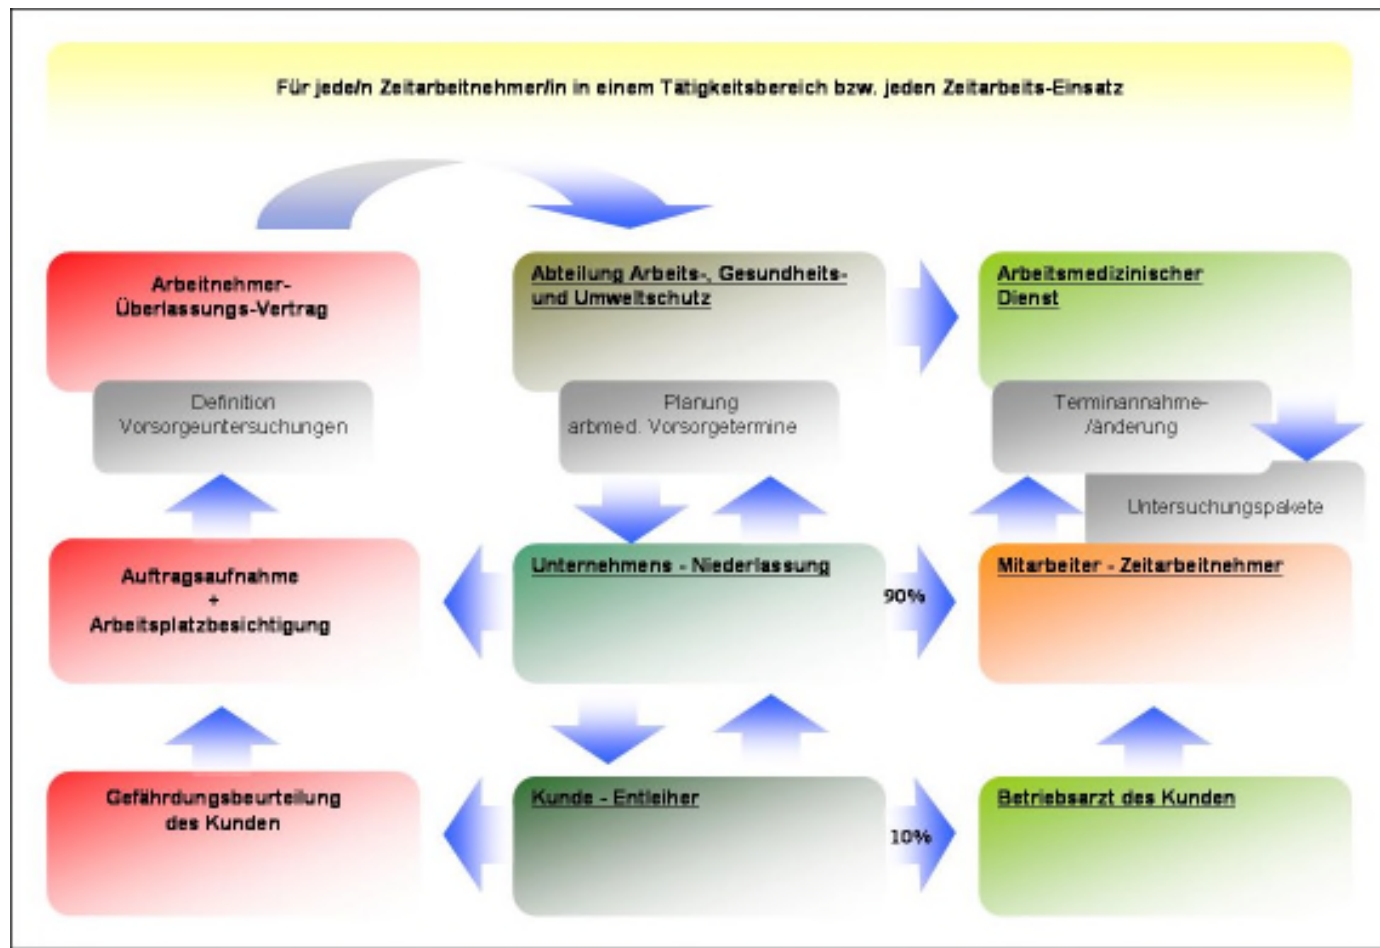 Für jede/n Zeitarbeitnehmer/in in einem Tätigkeitsbereich bzw. jeden Zeitarbeits-Einsatz
Arbeitnehmer-
Überlassungs-Vertrag
Abteilung Arbeits-, Gesundheits-
und Umweltschutz
Arbeitsmedizinischer
Dienst
Definition
Vorsorgeuntersuchungen
Planung
arbmed. Vorsorgetermine
Terminannahme-
/änderung
Untersuchungspakete
Auftragsaufnahme
+
Arbeitsplatzbesichtigung
Unternehmens - Niederlassung
90%
Mitarbeiter - Zeitarbeitnehmer
Gefährdungsbeurteilung
des Kunden
Kunde - Entleiher
10%
Betriebsarzt des Kunden